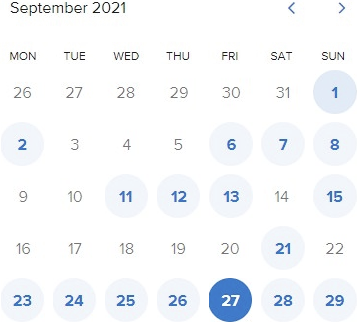 September 2021
MON TUE WED THU FRI SAT SUN
26 27 28 29 30 31 1
2 3 4 5 6 7 8
9 10 11 12 13 14 15
16 17 18 19 20 21 22
23 24 25 26 27 28 29